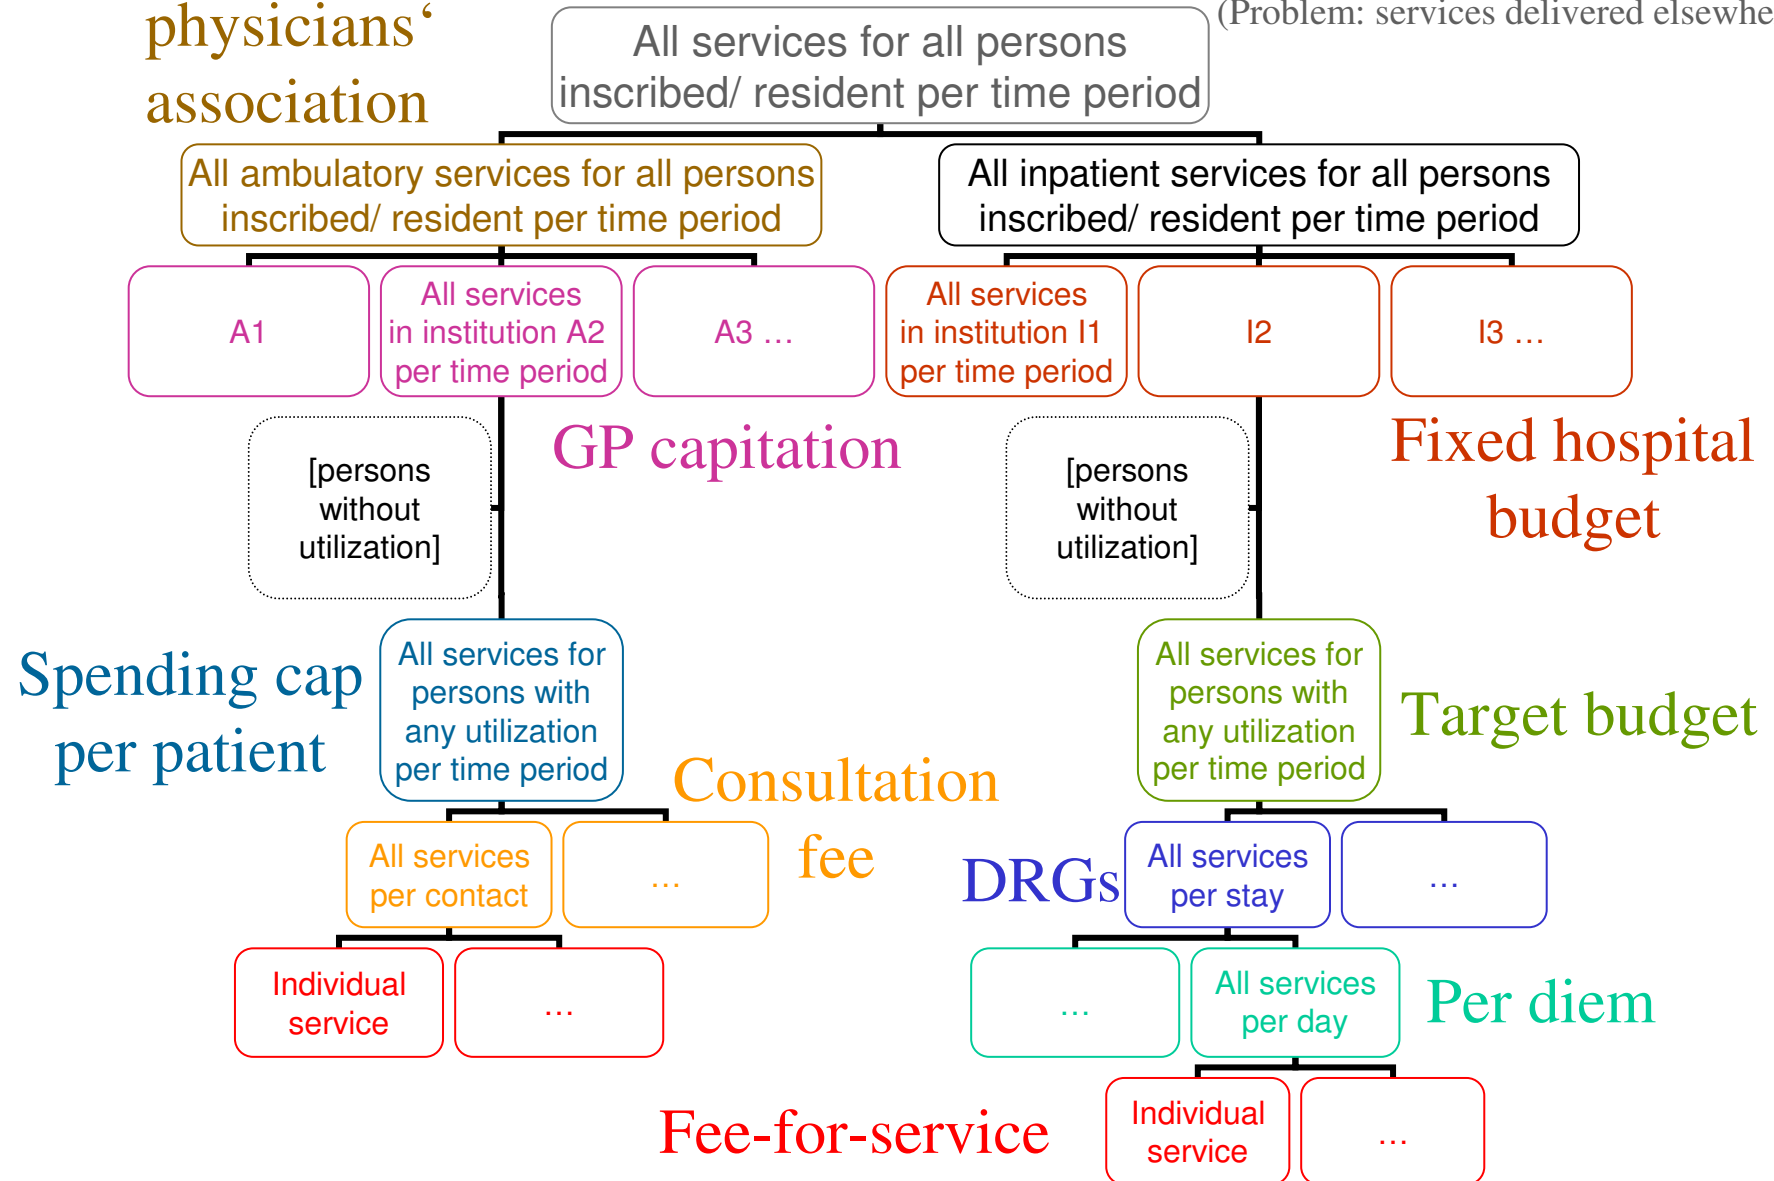 physicians‘
association
(Problem: services delivered
All services for all persons
inscribed/ resident per time period
All ambulatory services for all persons
inscribed/ resident per time period
All inpatient services for all persons
inscribed/ resident per time period
A1
All services
in institution A2
per time period
A3 …
All services
in institution I1
per time period
I2
I3 …
[persons
without
utilization]
GP capitation
[persons
without
utilization]
Fixed hospital
budget
Spending cap
per patient
All services for
persons with
any utilization
per time period
All services for
persons with
any utilization
per time period
Target budget
Consultation
fee
All services
per contact
…
DRGs
All services
per stay
…
Individual
service
…
…
All services
per day
Per diem
Fee-for-service
Individual
service
…